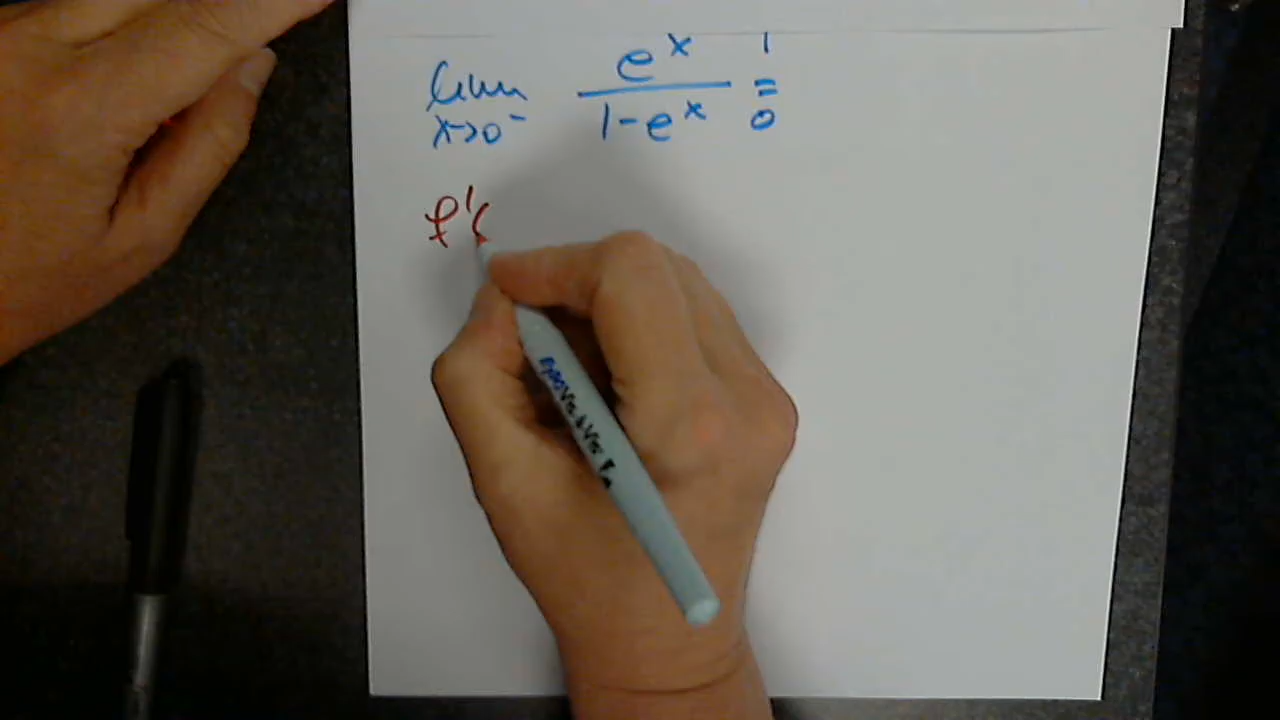 lim e^x / 1-e^x = 1 / 0
x→0^-
f'(